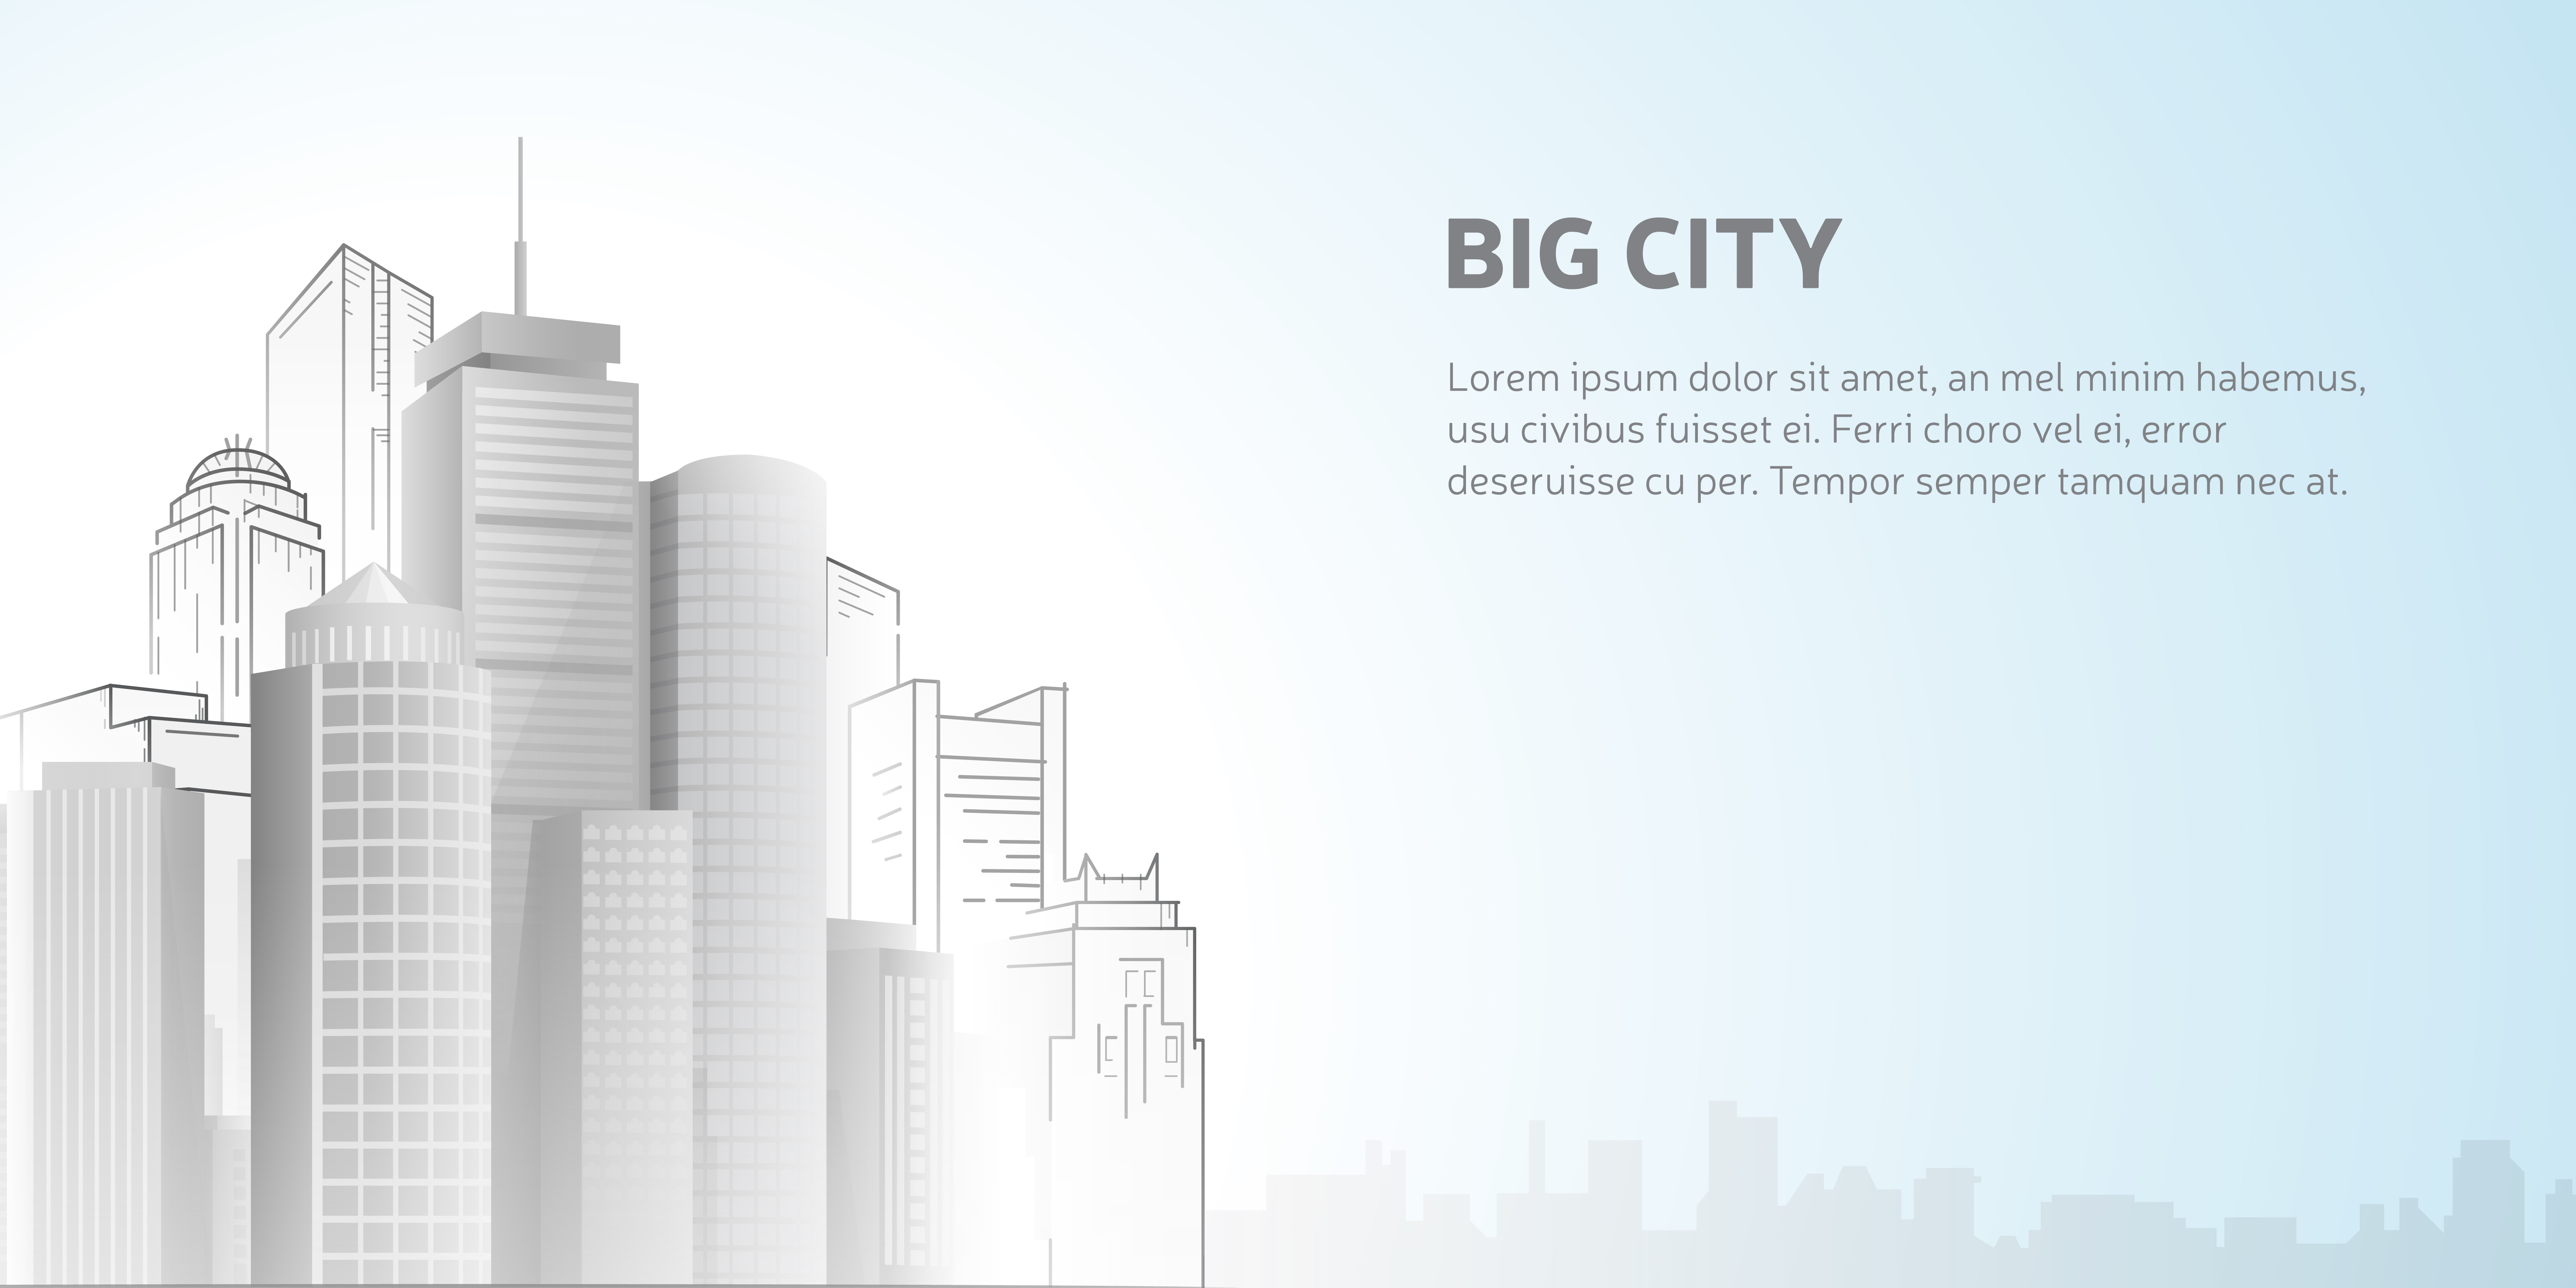 BIG CITY
Lorem ipsum dolor sit amet, an mel minim habemus,
usu civibus fuisset ei. Ferri choro vel ei, error
deseruisse cu per. Tempor semper tamquam nec at.